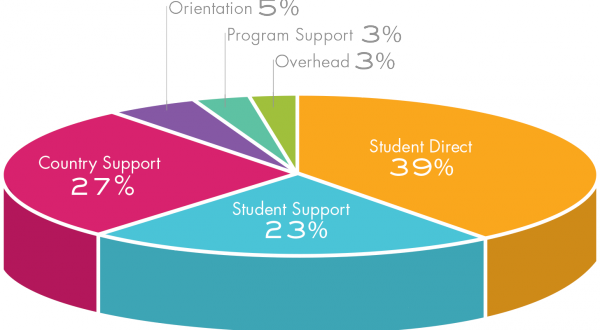 Orientation 5%
Program Support 3%
Overhead 3%
Student Direct
39%
Country Support
27%
Student Support
23%